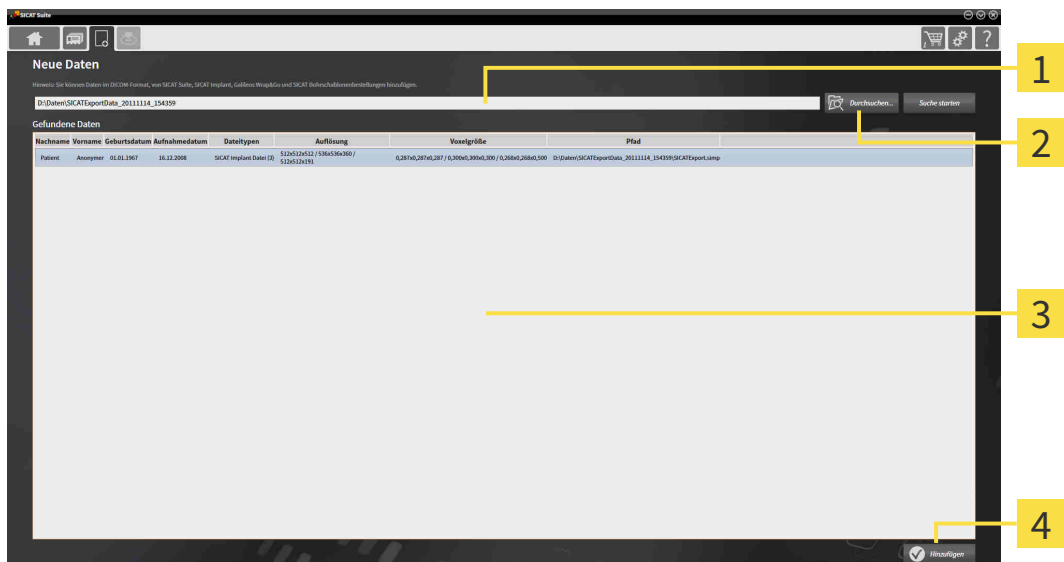 SICAT Suite
Neue Daten
Hinweis: Sie können Daten im DICOM-Format, von SICAT Suite, SICAT Implant, Galileos Wrap&Go und SICAT Bohrschablonenbestellungen hinzufügen.
1
D:\Daten\SICATExportData_20111114_154359
Durchsuchen...
Suche starten
2
Gefundene Daten
Nachname Vorname Geburtsdatum Aufnahmedatum Dateitypen Auflösung Voxelgröße Pfad
Patient Anonymer 01.01.1967 16.12.2008 SICAT Implant Datei (3) 512x512x512 / 536x536x360 / 512x512x191 0,287x0,287x0,287 / 0,300x0,300x0,300 / 0,268x0,268x0,500 D:\Daten\SICATExportData_20111114_154359\SICATExport.simp
3
4
Hinzufügen